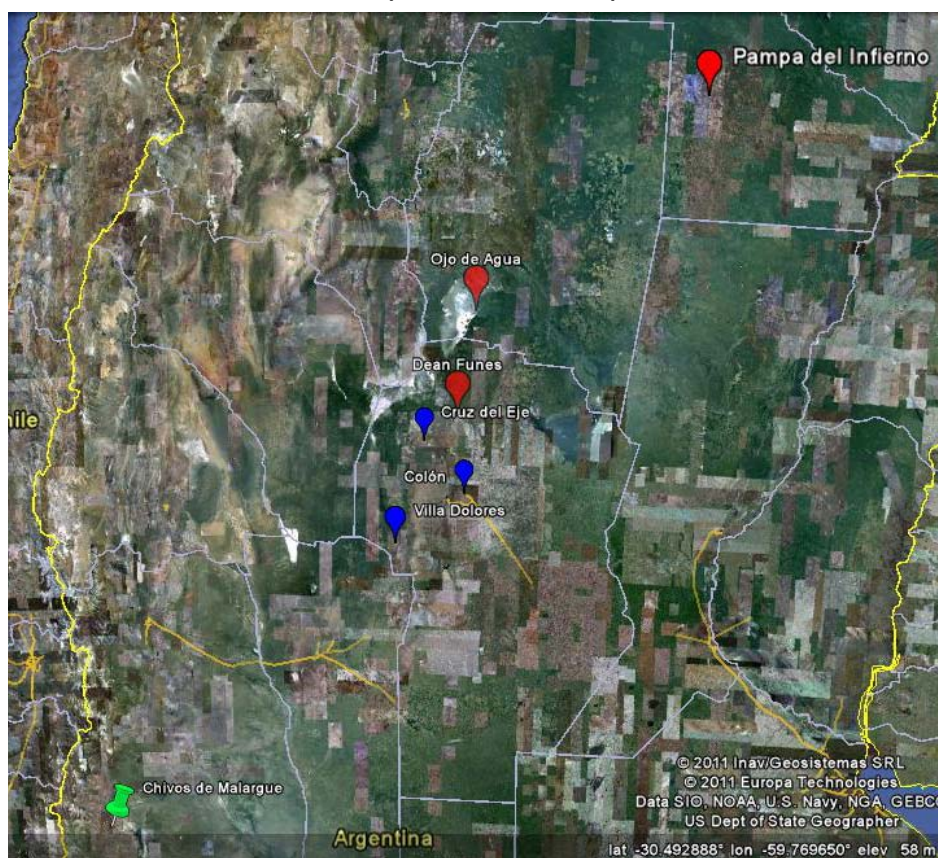 Pampa del Infierno
Ojo de Agua
Dean Funes
Cruz del Eje
hile
Colón
Villa Dolores
© 2011 Inav/Geosistemas SRL
© 2011 Europa Technologies
Chivos de Malargue
Data SIO, NOAA, U.S. Navy, NGA, GEBCO
US Dept of State Geographer
Argentina
lat -30.492888° lon -59.769650° elev 58 m